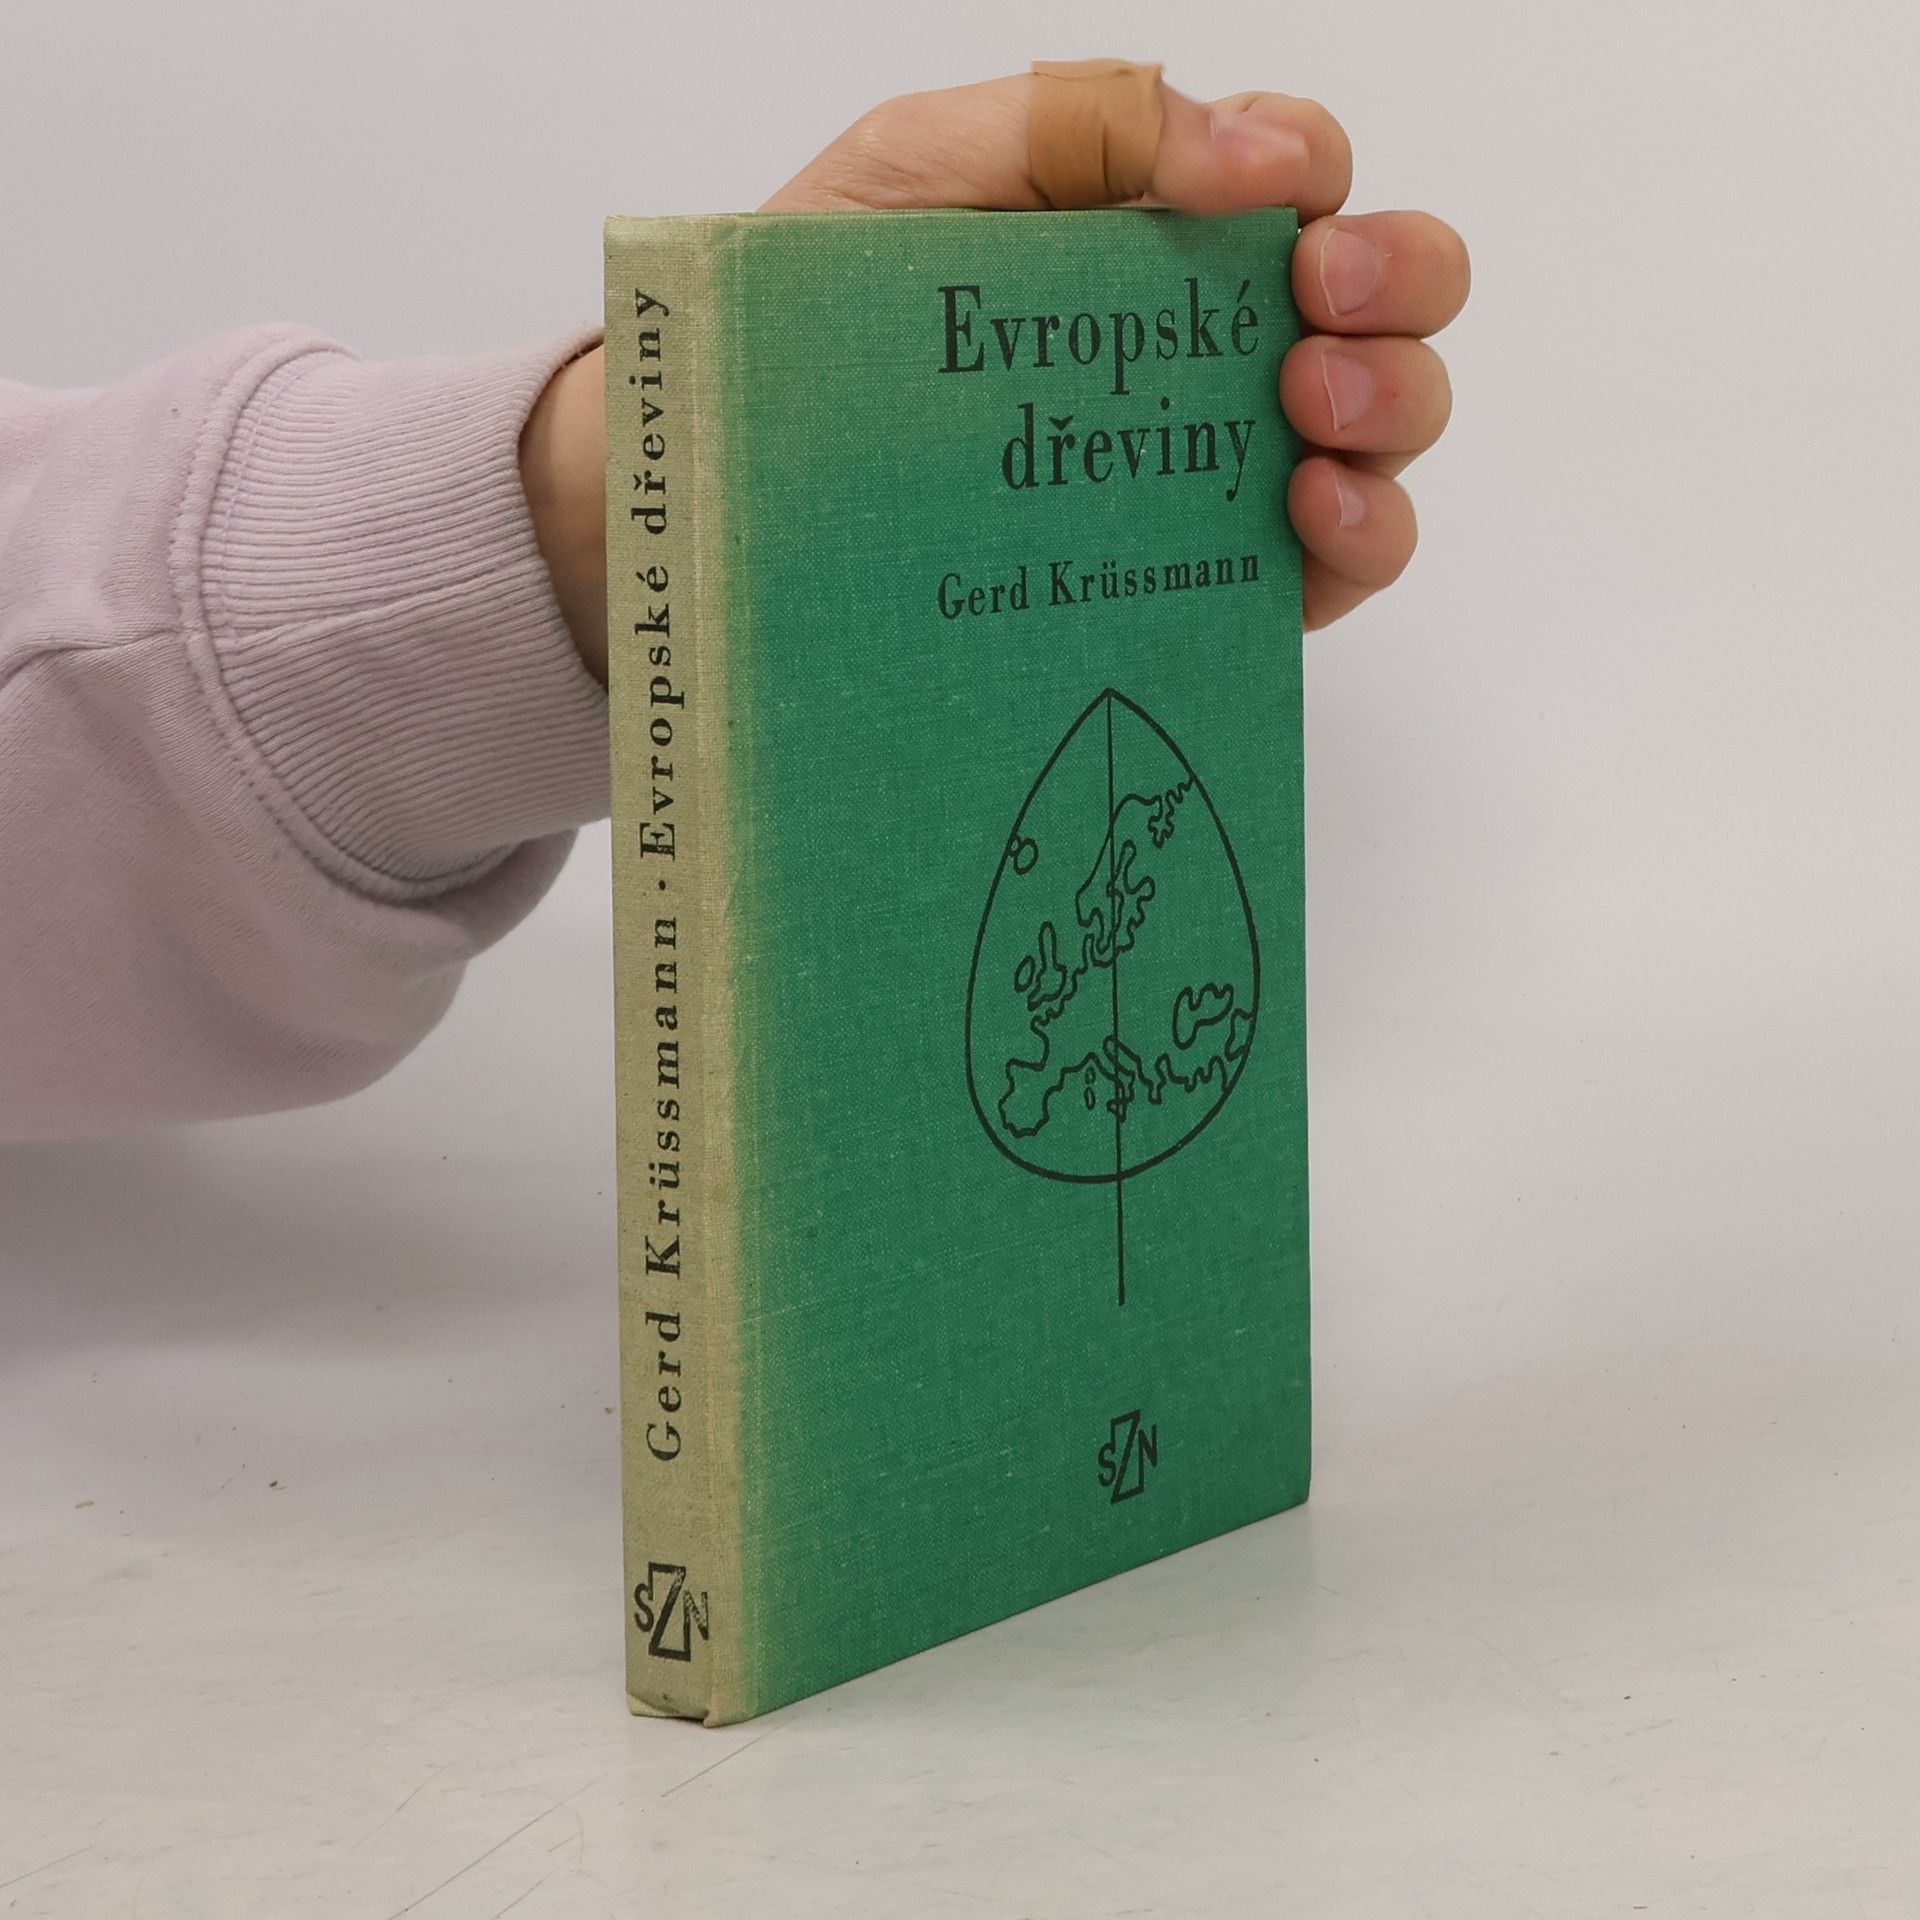 Evropské
dřeviny
Gerd Krüssmann
SZN
Gerd Krüssmann · Evropské dřeviny
SZN